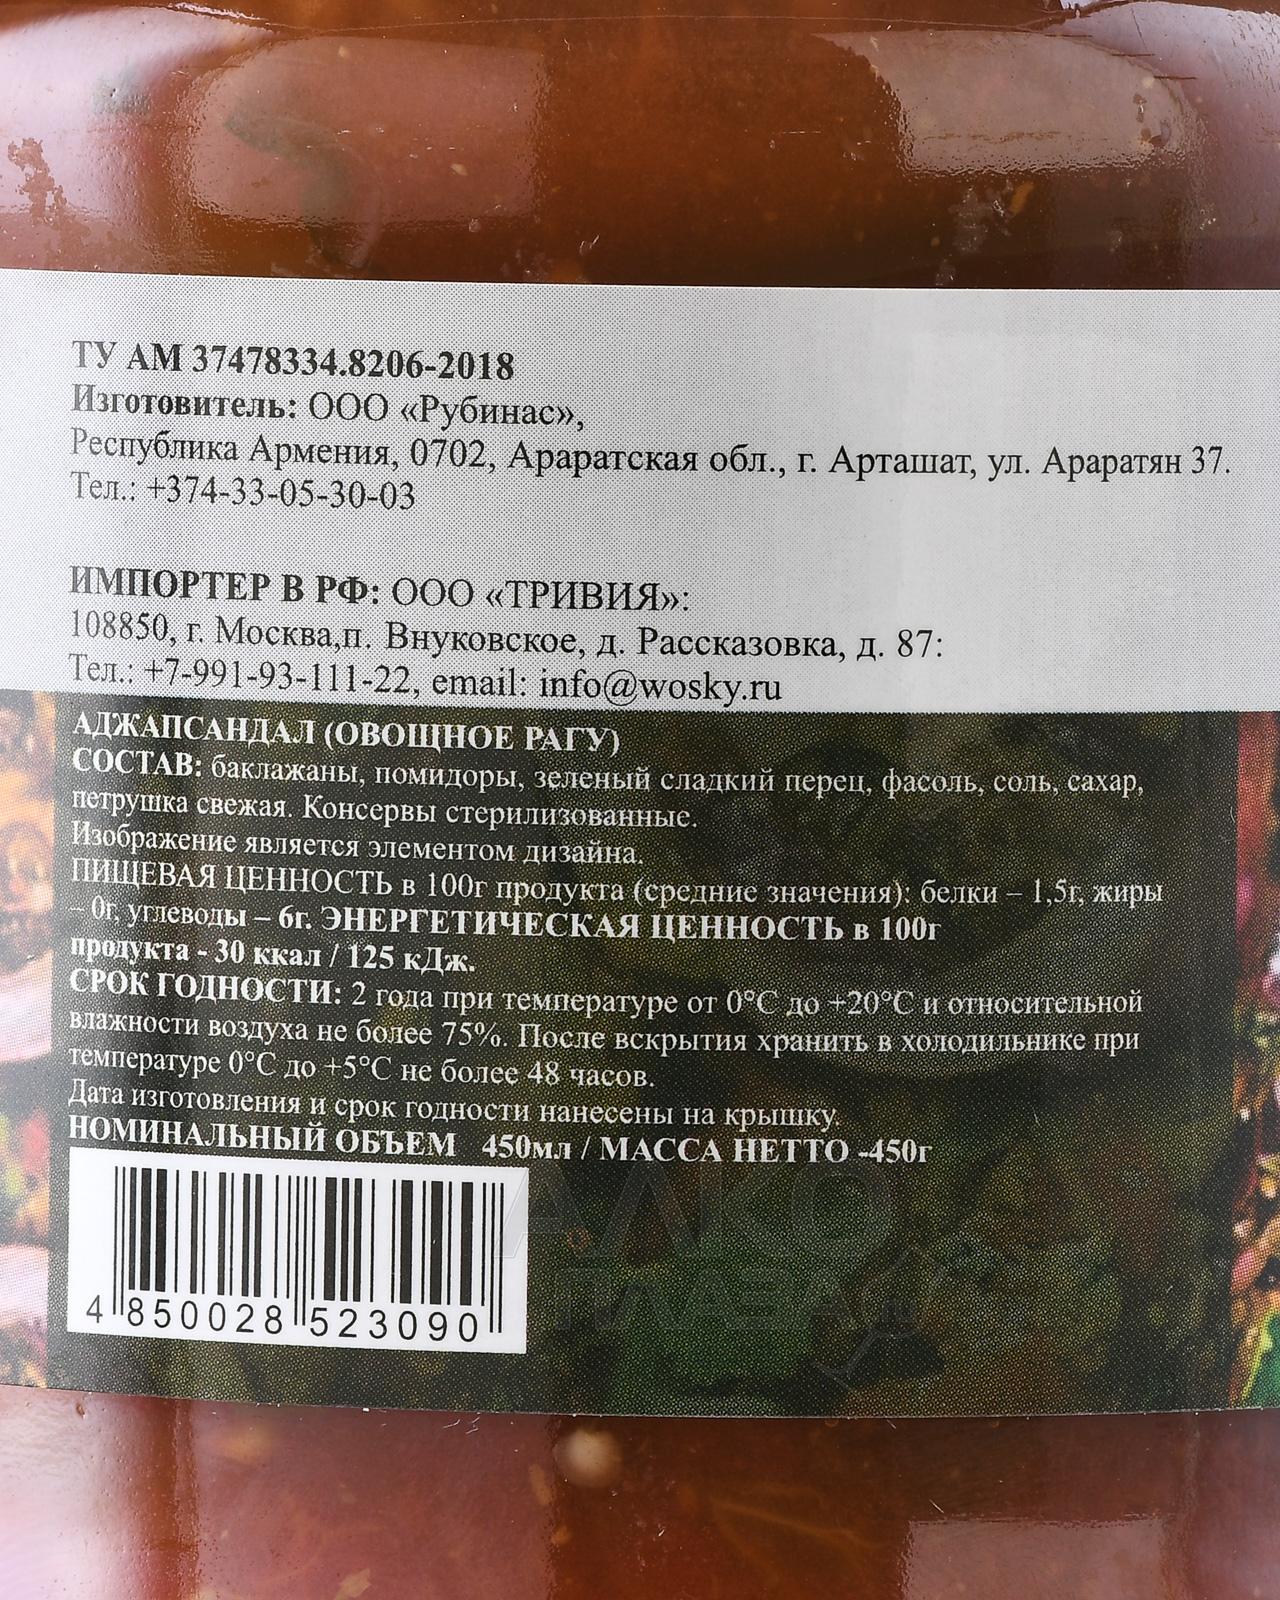 ТУ АМ 37478334.8206-2018
Изготовитель: ООО «Рубинас»,
Республика Армения, 0702, Араратская обл., г. Арташат, ул. Араратян 37.
Тел.: +374-33-05-30-03
ИМПОРТЕР В РФ: ООО «ТРИВИЯ»:
108850, г. Москва,п. Внуковское, д. Рассказовка, д. 87:
Тел.: +7-991-93-111-22, email: info@wosky.ru
АДЖАПСАНДАЛ (ОВОЩНОЕ РАГУ)
СОСТАВ: баклажаны, помидоры, зеленый сладкий перец, фасоль, соль, сахар,
петрушка свежая. Консервы стерилизованные.
Изображение является элементом дизайна.
ПИЩЕВАЯ ЦЕННОСТЬ в 100г продукта (средние значения): белки – 1,5г, жиры
– 0г, углеводы – 6г. ЭНЕРГЕТИЧЕСКАЯ ЦЕННОСТЬ в 100г
продукта - 30 ккал / 125 кДж.
СРОК ГОДНОСТИ: 2 года при температуре от 0°С до +20°С и относительной
влажности воздуха не более 75%. После вскрытия хранить в холодильнике при
температуре 0°С до +5°С не более 48 часов.
Дата изготовления и срок годности нанесены на крышку.
НОМИНАЛЬНЫЙ ОБЪЕМ 450мл / МАССА НЕТТО -450г
АЛКО
ПЛАЗА
4 850028 523090